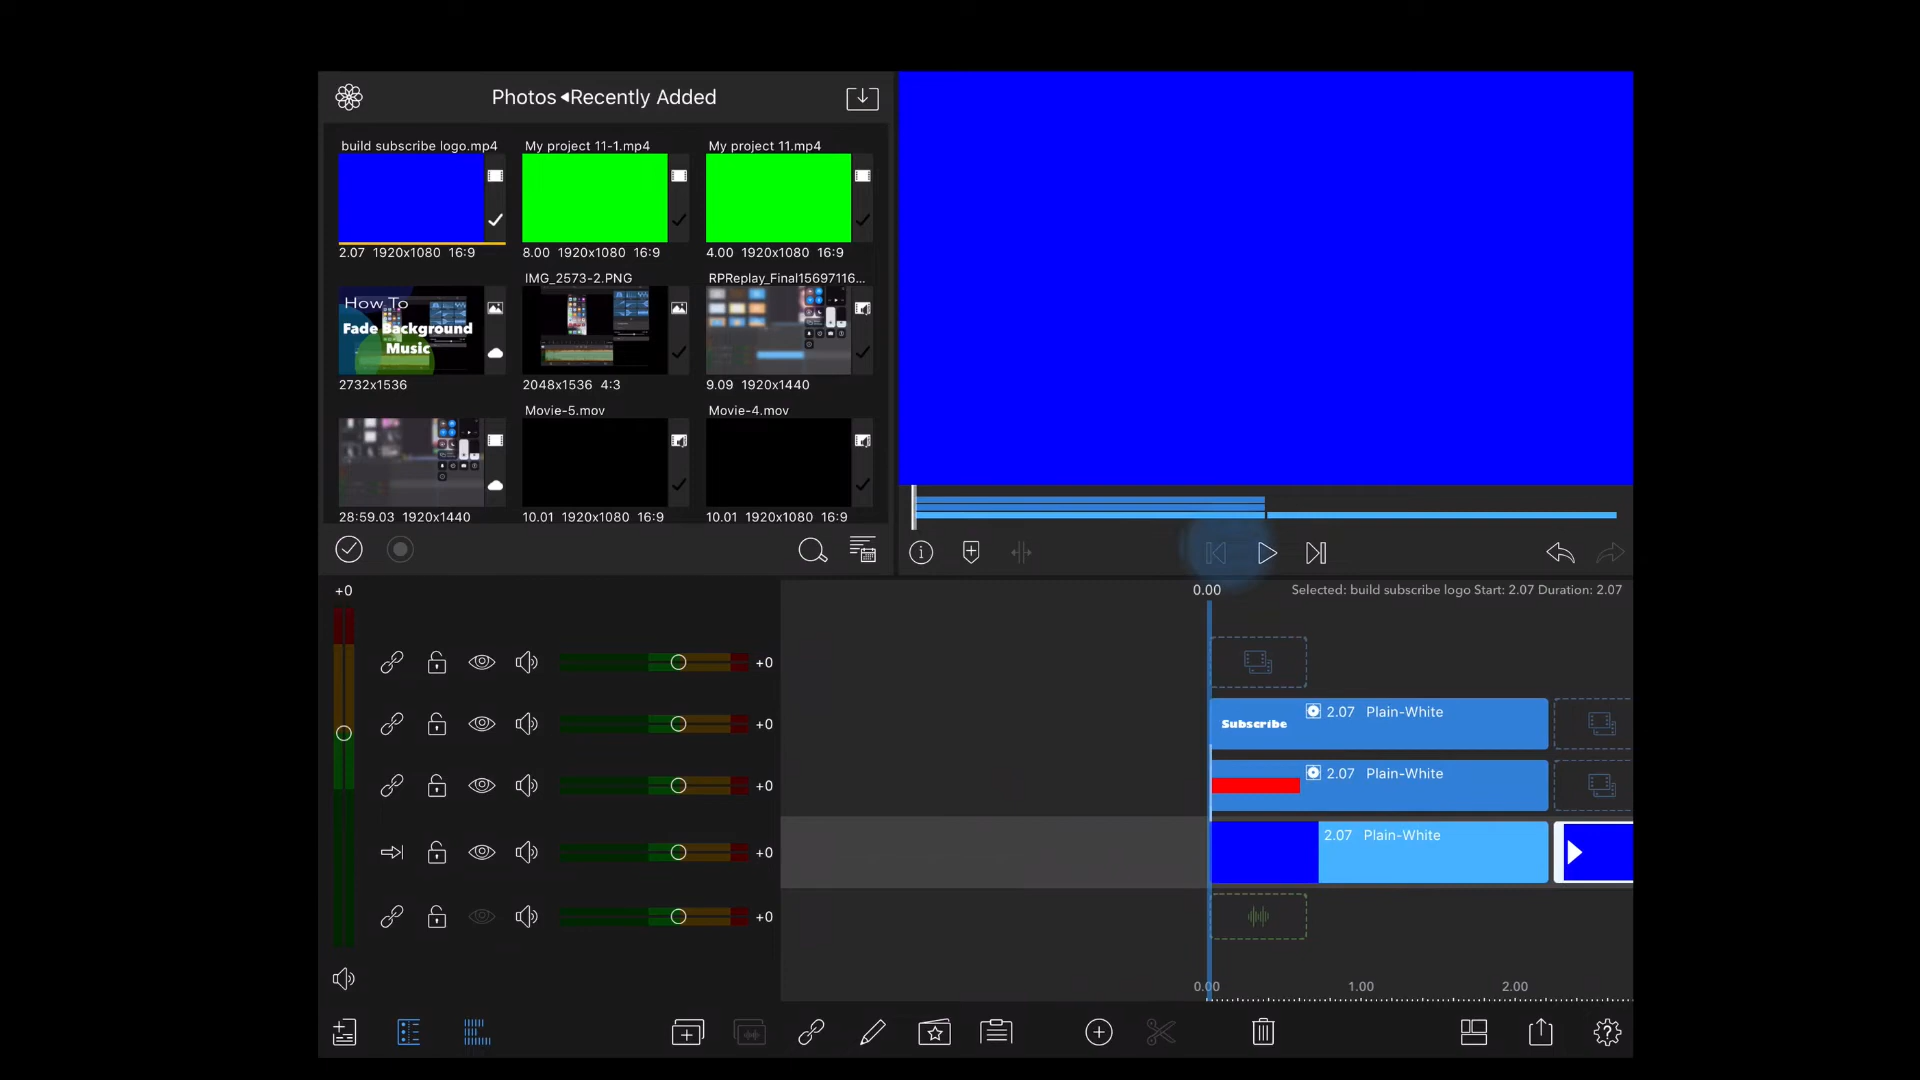 Photos Recently Added
build subscribe logo.mp4 My project 11-1.mp4 My project 11.mp4
2.07 1920x1080 16:9 8.00 1920x1080 16:9 4.00 1920x1080 16:9
IMG_2573-2.PNG RPReplay_Final15697116...
How To
Fade Background
Music
2732x1536 2048x1536 4:3 9.09 1920x1440
Movie-5.mov Movie-4.mov
28:59.03 1920x1440 10.01 1920x1080 16:9 10.01 1920x1080 16:9
+0 0.00 Selected: build subscribe logo Start: 2.07 Duration: 2.07
+0
+0 Subscribe 2.07 Plain-White
+0 2.07 Plain-White
+0 2.07 Plain-White
+0
0.00 1.00 2.00